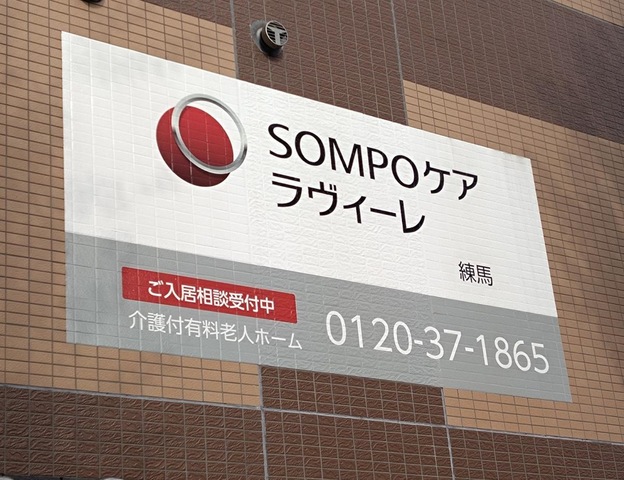 SOMPOケア
ラヴィーレ
練馬
ご入居相談受付中
介護付有料老人ホーム
0120-37-1865